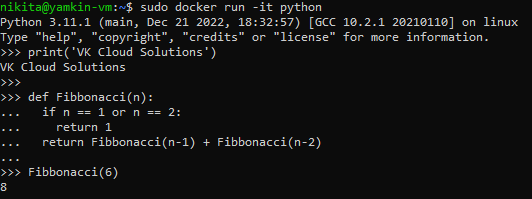 nikita@yamkin-vm:~$ sudo docker run -it python
Python 3.11.1 (main, Dec 21 2022, 18:32:57) [GCC 10.2.1 20210110] on linux
Type "help", "copyright", "credits" or "license" for more information.
>>> print('VK Cloud Solutions')
VK Cloud Solutions
>>>
>>> def Fibbonacci(n):
...   if n == 1 or n == 2:
...     return 1
...   return Fibbonacci(n-1) + Fibbonacci(n-2)
...
>>> Fibbonacci(6)
8